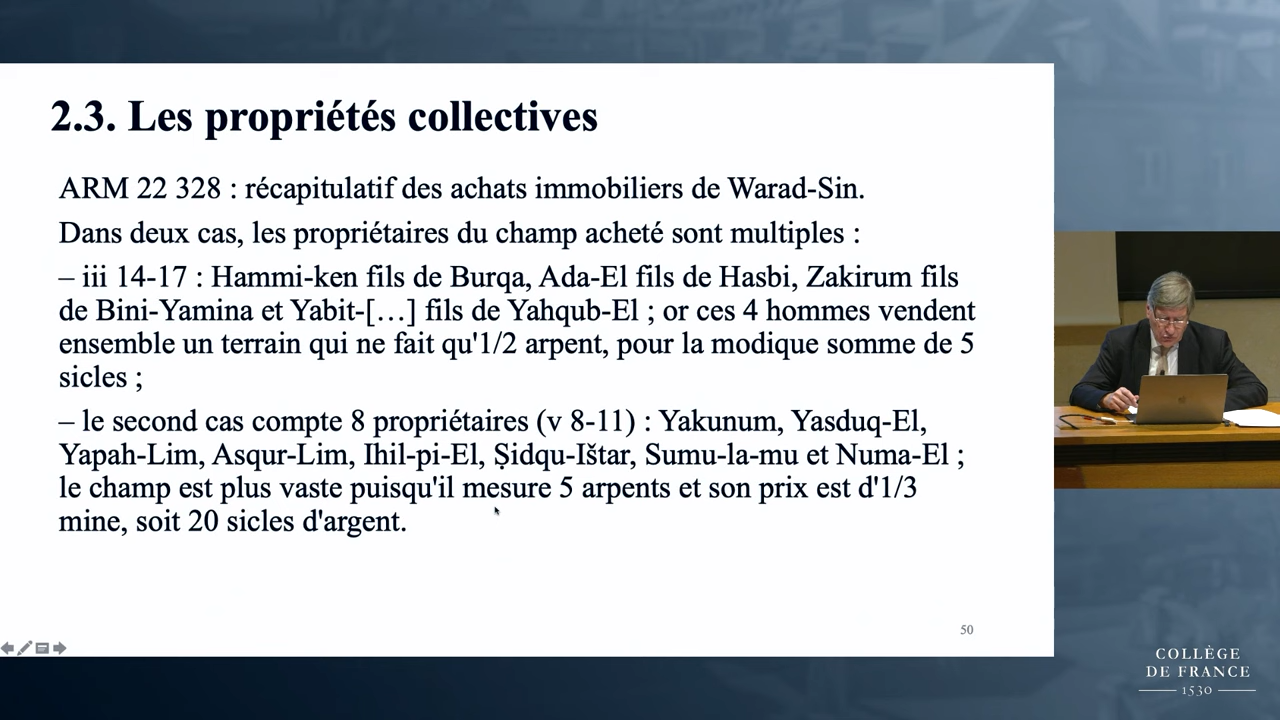 2.3. Les propriétés collectives
ARM 22 328 : récapitulatif des achats immobiliers de Warad-Sin.
Dans deux cas, les propriétaires du champ acheté sont multiples :
– iii 14-17 : Hammi-ken fils de Burqa, Ada-El fils de Hasbi, Zakirum fils
de Bini-Yamina et Yabit-[…] fils de Yahqub-El ; or ces 4 hommes vendent
ensemble un terrain qui ne fait qu'1/2 arpent, pour la modique somme de 5
sicles ;
– le second cas compte 8 propriétaires (v 8-11) : Yakunum, Yasduq-El,
Yapah-Lim, Asqur-Lim, Ihil-pi-El, Ṣidqu-Ištar, Sumu-la-mu et Numa-El ;
le champ est plus vaste puisqu'il mesure 5 arpents et son prix est d'1/3
mine, soit 20 sicles d'argent.
50
COLLÈGE
DE FRANCE
1530